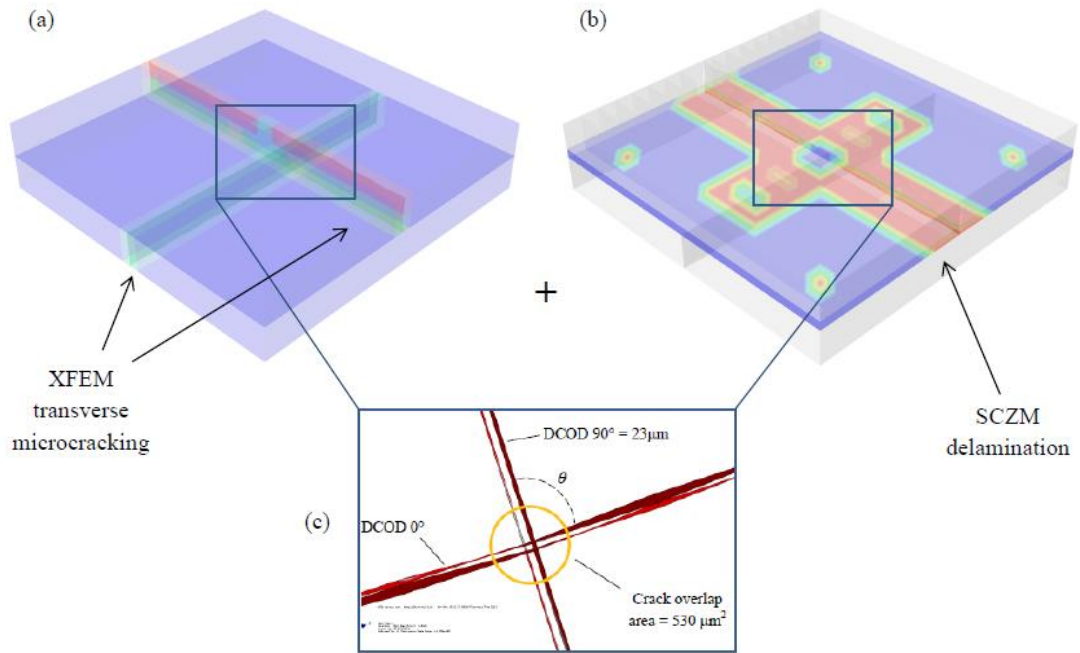 (a)
(b)
XFEM
transverse
microcracking
+
SCZM
delamination
(c)
DCOD 90° = 23μm
θ
DCOD 0°
Crack overlap
area = 530 μm²